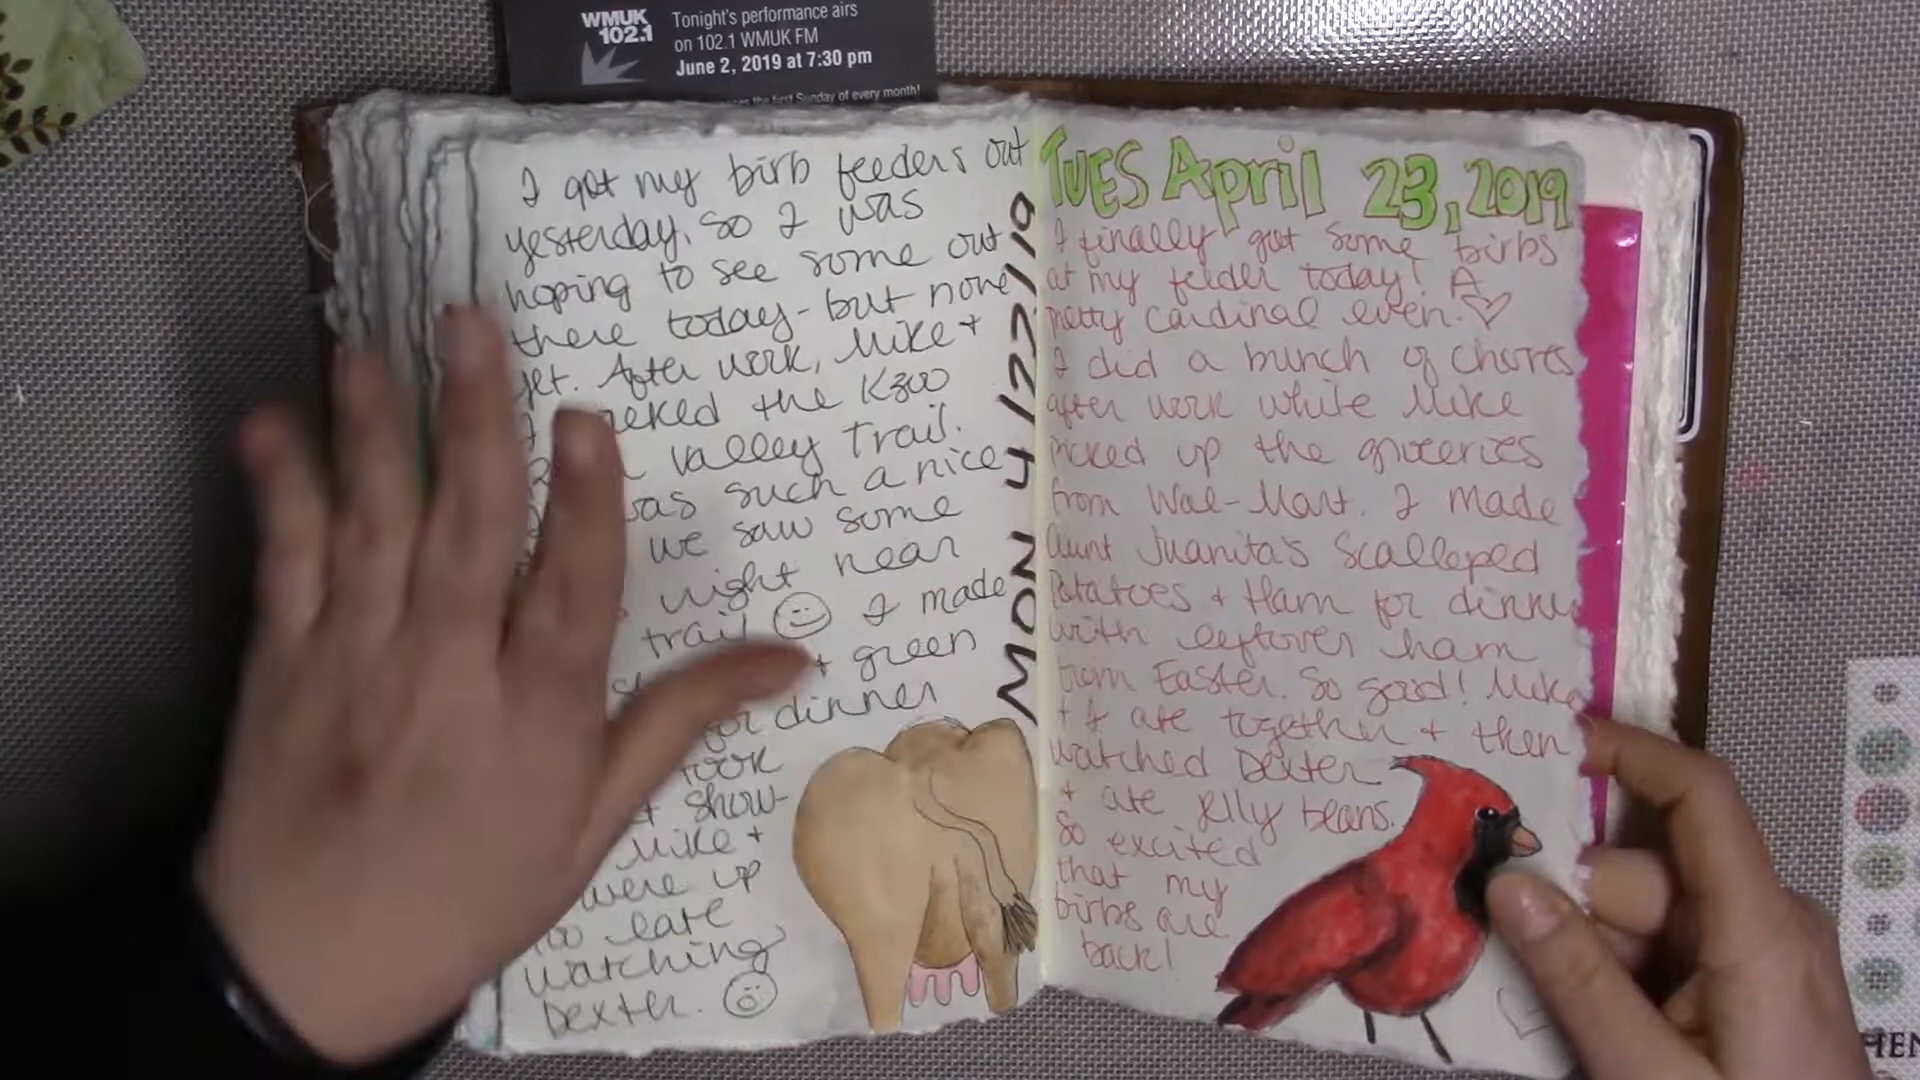 WMUK
102.1
Tonight's performance airs
on 102.1 WMUK FM
June 2, 2019 at 7:30 pm
the first Sunday of every month!
I got my birb feeders out
yesterday, so I was
hoping to see some out
there today - but none
yet. After work, Mike +
the Kzoo
Valley Trail.
was such a nice
we saw some
night near
trail I made
+ green
for dinner
took
+ show-
Mike +
were up
too late
watching
Dexter.
MON 4/22/19
TUES April 23, 2019
I finally got some birbs
at my feeder today! A
pretty cardinal even. ♡
I did a bunch of chores
after work while Mike
picked up the groceries
from Wal-Mart. I made
Aunt Juanita's Scalloped
Potatoes + Ham for dinner
with leftover ham
from Easter. So good! Mike
+ I ate together + then
watched Dexter
+ ate jelly beans.
So excited
that my
birbs are
back!
HEN